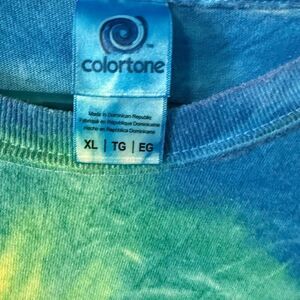 colortone
Made in Dominican Republic
Fabriqué en République Dominicaine
Hecho en República Dominicana
XL | TG | EG